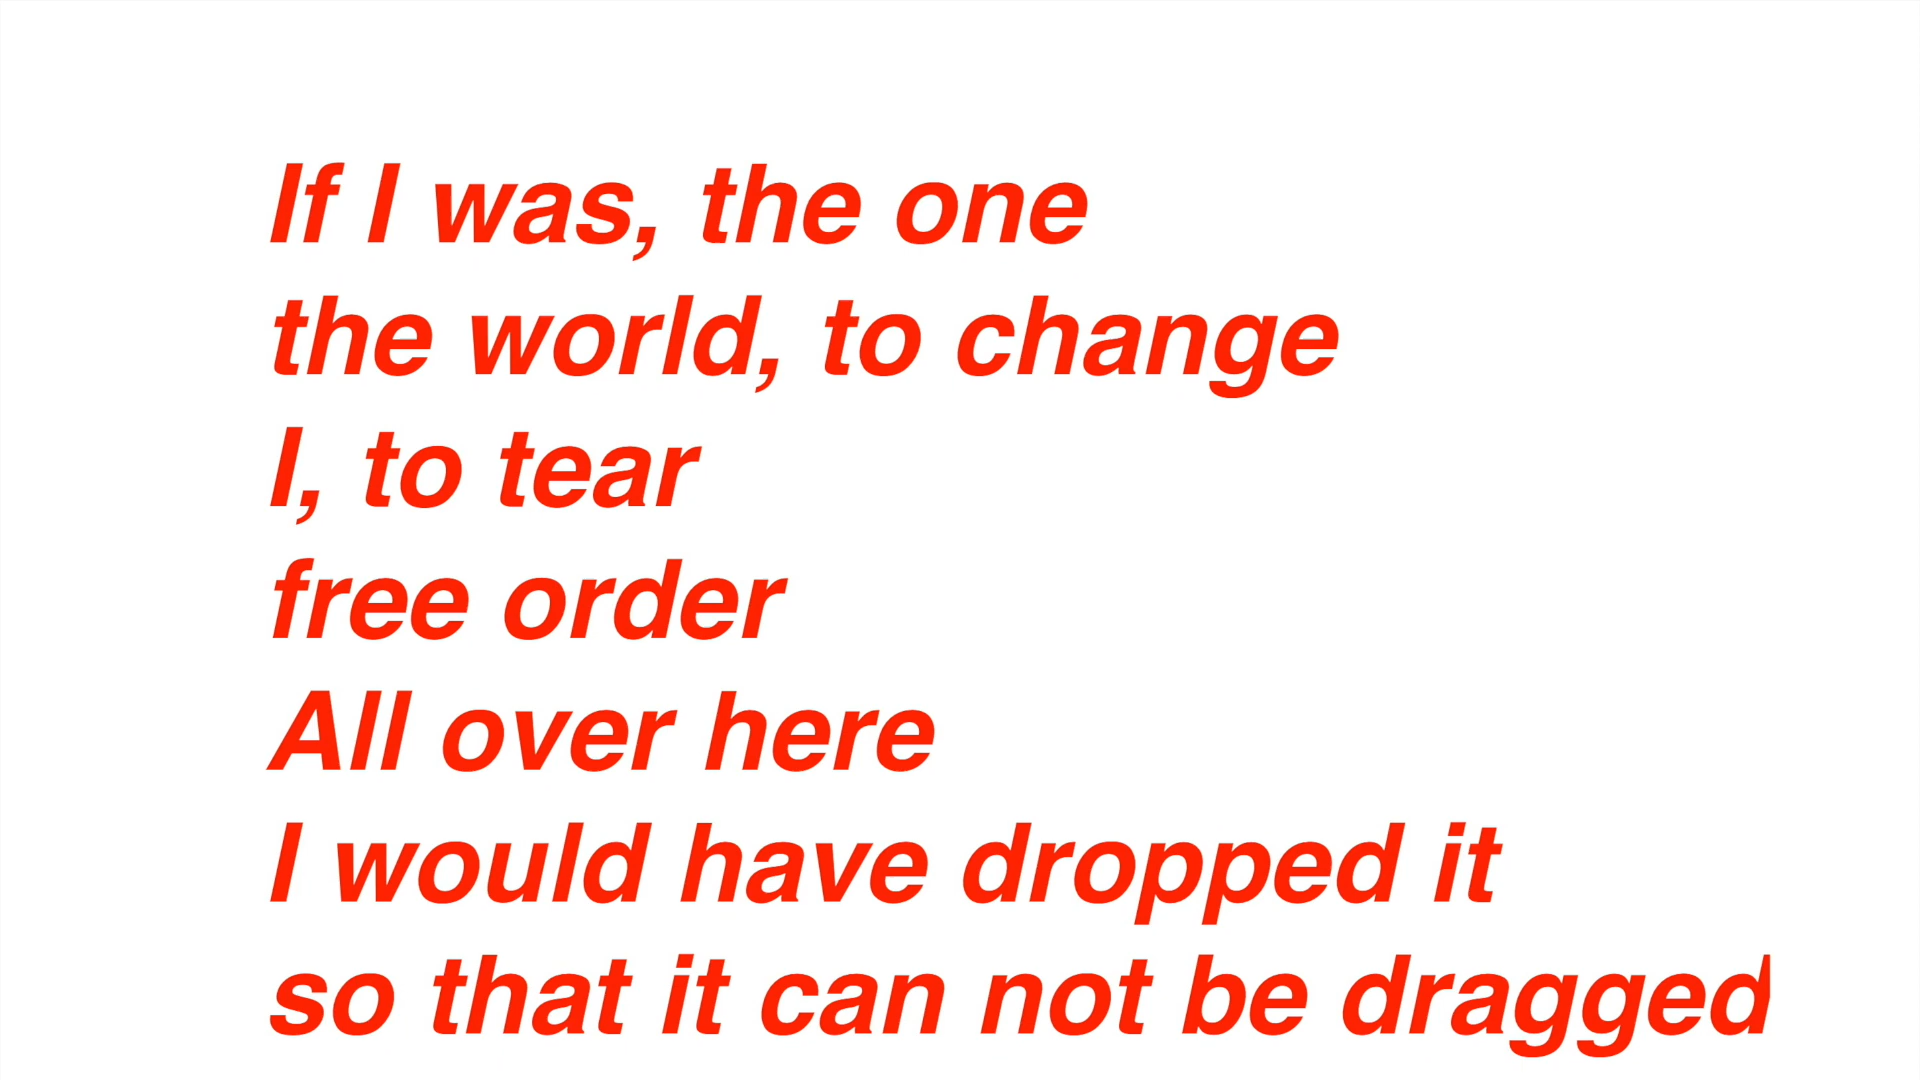 If I was, the one
the world, to change
I, to tear
free order
All over here
I would have dropped it
so that it can not be dragged